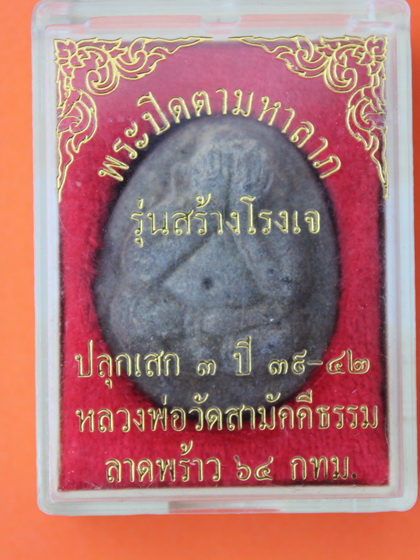 พระปิดตามหาลาภ
รุ่นสร้างโรงเจ
ปลุกเสก ๓ ปี ๓๙-๔๒
หลวงพ่อวัดสามัคคีธรรม
ลาดพร้าว ๖๔ กทม.